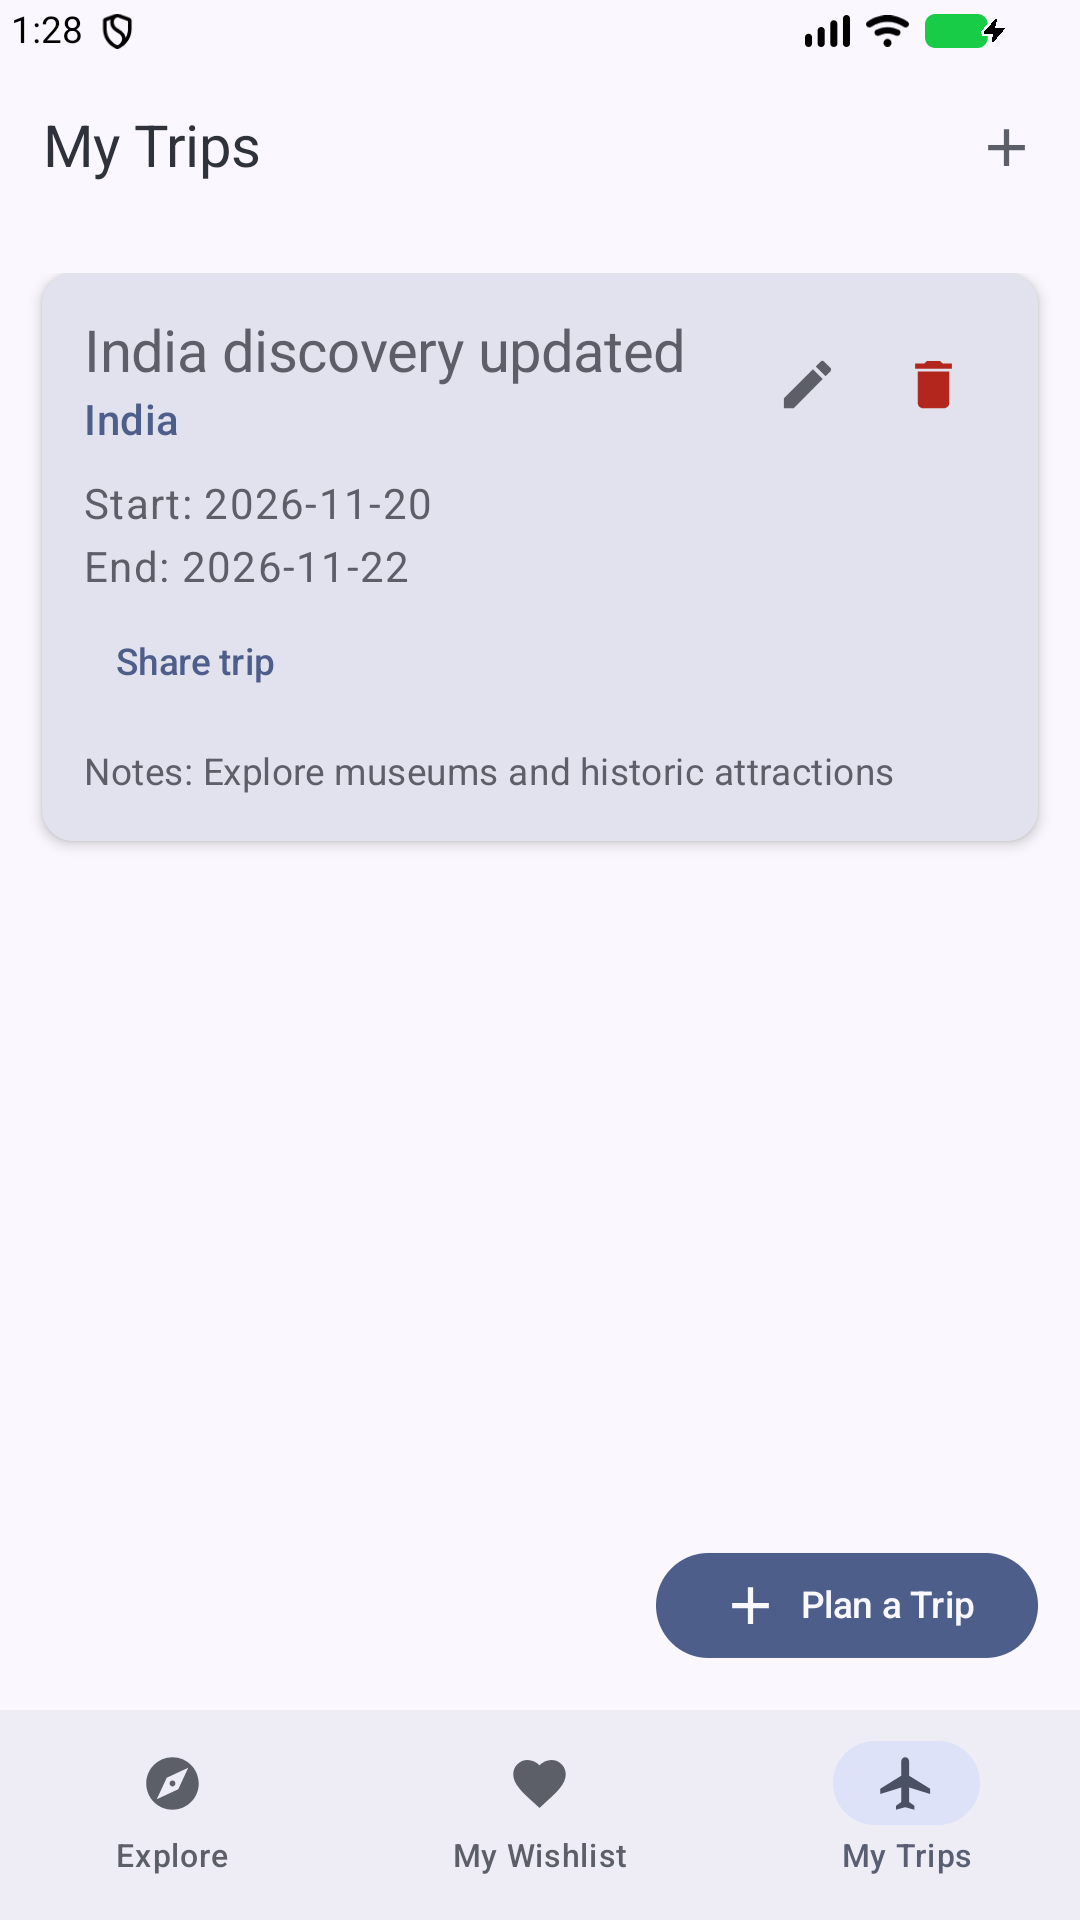 1:28
My Trips
India discovery updated
India
Start: 2026-11-20
End: 2026-11-22
Share trip
Notes: Explore museums and historic attractions
Plan a Trip
Explore
My Wishlist
My Trips